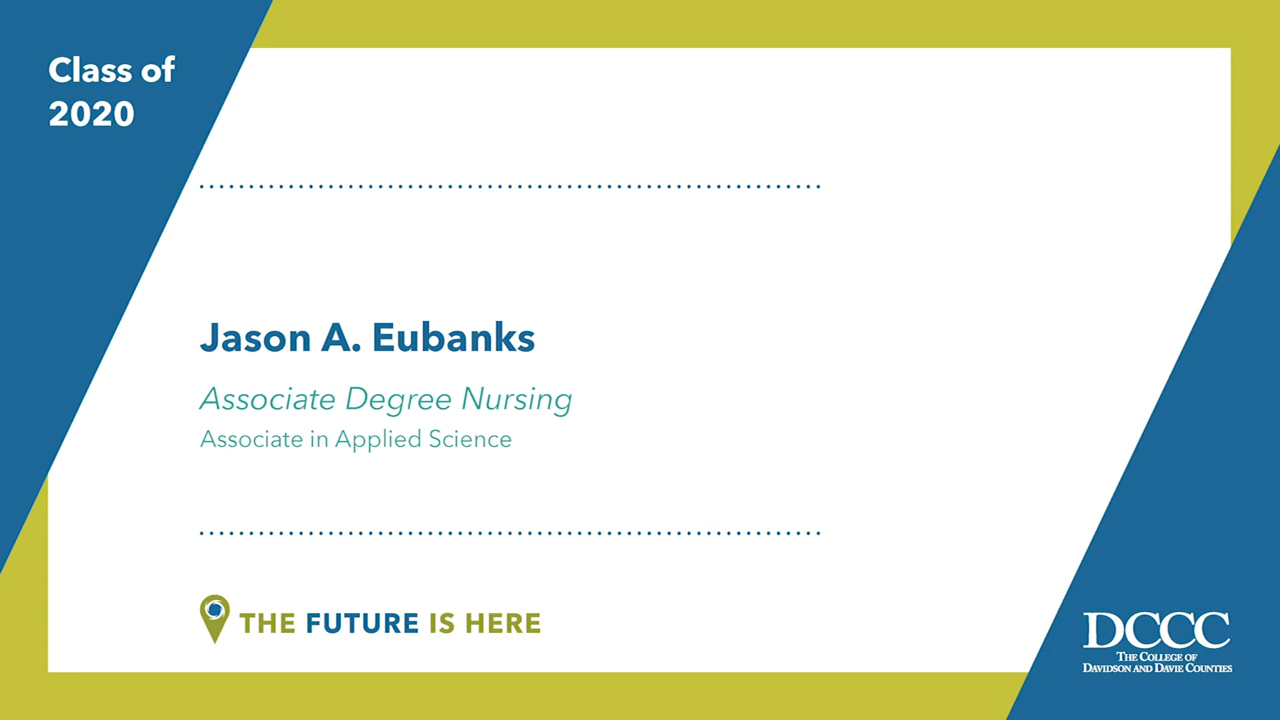 Class of
2020
Jason A. Eubanks
Associate Degree Nursing
Associate in Applied Science
THE FUTURE IS HERE
DCCC
THE COLLEGE OF
DAVIDSON AND DAVIE COUNTIES